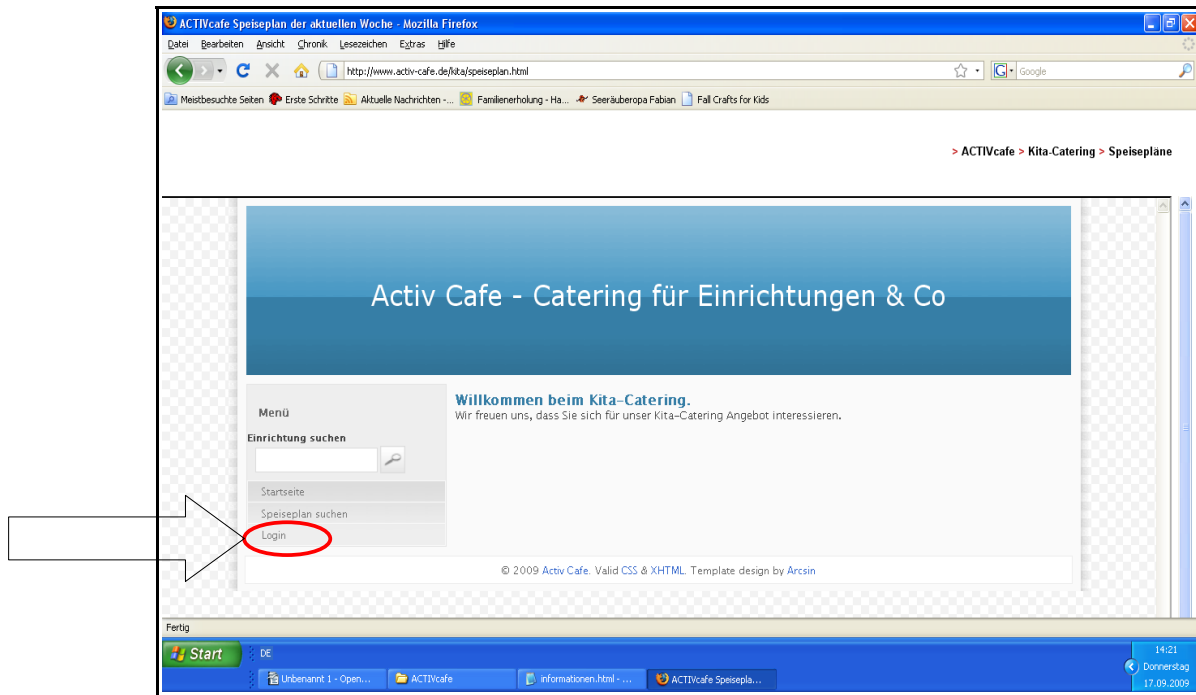 ACTIVcafe Speiseplan der aktuellen Woche - Mozilla Firefox
Datei Bearbeiten Ansicht Chronik Lesezeichen Extras Hilfe
http://www.activ-cafe.de/kita/speiseplan.html
G Google
Meistbesuchte Seiten Erste Schritte Aktuelle Nachrichten -... Familienerholung - Ha... Seeräuberopa Fabian Fall Crafts for Kids
> ACTIVcafe > Kita-Catering > Speisepläne
Activ Cafe - Catering für Einrichtungen & Co
Menü
Einrichtung suchen
Startseite
Speiseplan suchen
Login
Willkommen beim Kita-Catering.
Wir freuen uns, dass Sie sich für unser Kita-Catering Angebot interessieren.
© 2009 Activ Cafe. Valid CSS & XHTML. Template design by Arcsin
Fertig
Start
DE
Unbenannt 1 - Open...
ACTIVcafe
informationen.html - ...
ACTIVcafe Speisepla...
14:21
Donnerstag
17.09.2009